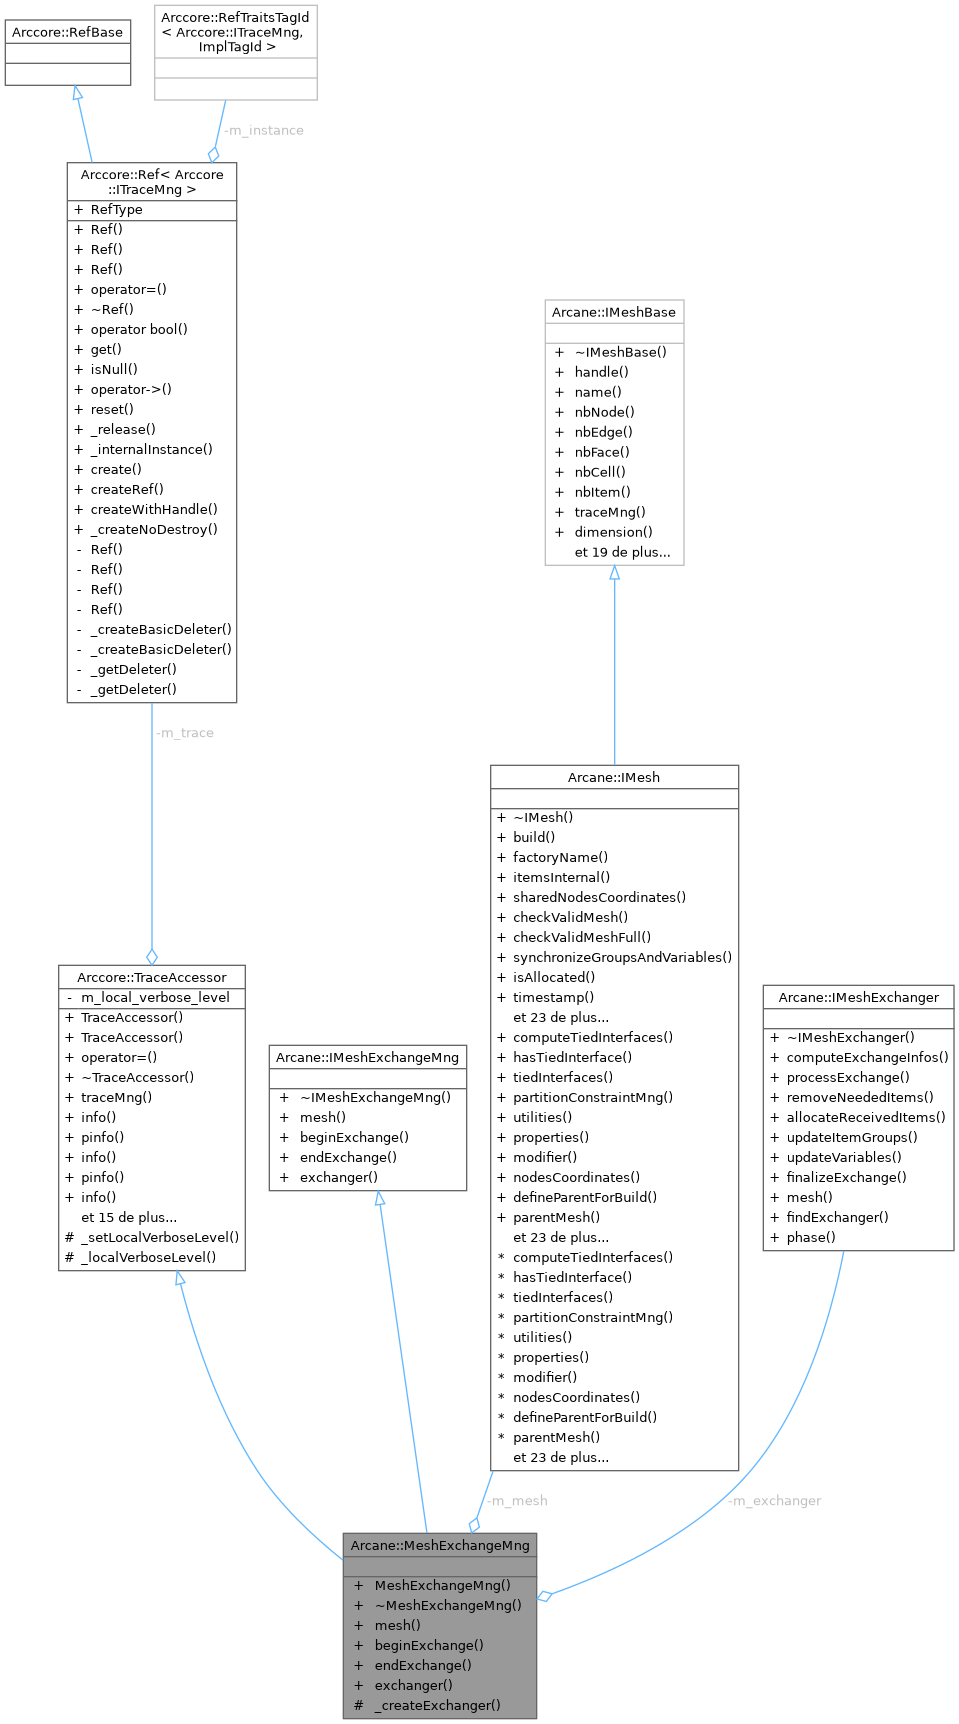 Arccore::RefBase
Arccore::RefTraitsTagId
< Arccore::ITraceMng,
ImplTagId >
-m_instance
Arccore::Ref< Arccore
::ITraceMng >
+ RefType
+ Ref()
+ Ref()
+ Ref()
+ operator=()
+ ~Ref()
+ operator bool()
+ get()
+ isNull()
+ operator->()
+ reset()
+ _release()
+ _internalInstance()
+ create()
+ createRef()
+ createWithHandle()
+ _createNoDestroy()
- Ref()
- Ref()
- Ref()
- Ref()
- _createBasicDeleter()
- _createBasicDeleter()
- _getDeleter()
- _getDeleter()
-m_trace
Arcane::IMeshBase
+ ~IMeshBase()
+ handle()
+ name()
+ nbNode()
+ nbEdge()
+ nbFace()
+ nbCell()
+ nbItem()
+ traceMng()
+ dimension()
et 19 de plus...
Arccore::TraceAccessor
- m_local_verbose_level
+ TraceAccessor()
+ TraceAccessor()
+ operator=()
+ ~TraceAccessor()
+ traceMng()
+ info()
+ pinfo()
+ info()
+ pinfo()
+ info()
et 15 de plus...
# _setLocalVerboseLevel()
# _localVerboseLevel()
Arcane::IMeshExchangeMng
+ ~IMeshExchangeMng()
+ mesh()
+ beginExchange()
+ endExchange()
+ exchanger()
Arcane::IMesh
+ ~IMesh()
+ build()
+ factoryName()
+ itemsInternal()
+ sharedNodesCoordinates()
+ checkValidMesh()
+ checkValidMeshFull()
+ synchronizeGroupsAndVariables()
+ isAllocated()
+ timestamp()
et 23 de plus...
+ computeTiedInterfaces()
+ hasTiedInterface()
+ tiedInterfaces()
+ partitionConstraintMng()
+ utilities()
+ properties()
+ modifier()
+ nodesCoordinates()
+ defineParentForBuild()
+ parentMesh()
et 23 de plus...
* computeTiedInterfaces()
* hasTiedInterface()
* tiedInterfaces()
* partitionConstraintMng()
* utilities()
* properties()
* modifier()
* nodesCoordinates()
* defineParentForBuild()
* parentMesh()
et 23 de plus...
Arcane::IMeshExchanger
+ ~IMeshExchanger()
+ computeExchangeInfos()
+ processExchange()
+ removeNeededItems()
+ allocateReceivedItems()
+ updateItemGroups()
+ updateVariables()
+ finalizeExchange()
+ mesh()
+ findExchanger()
+ phase()
-m_mesh
-m_exchanger
Arcane::MeshExchangeMng
+ MeshExchangeMng()
+ ~MeshExchangeMng()
+ mesh()
+ beginExchange()
+ endExchange()
+ exchanger()
# _createExchanger()